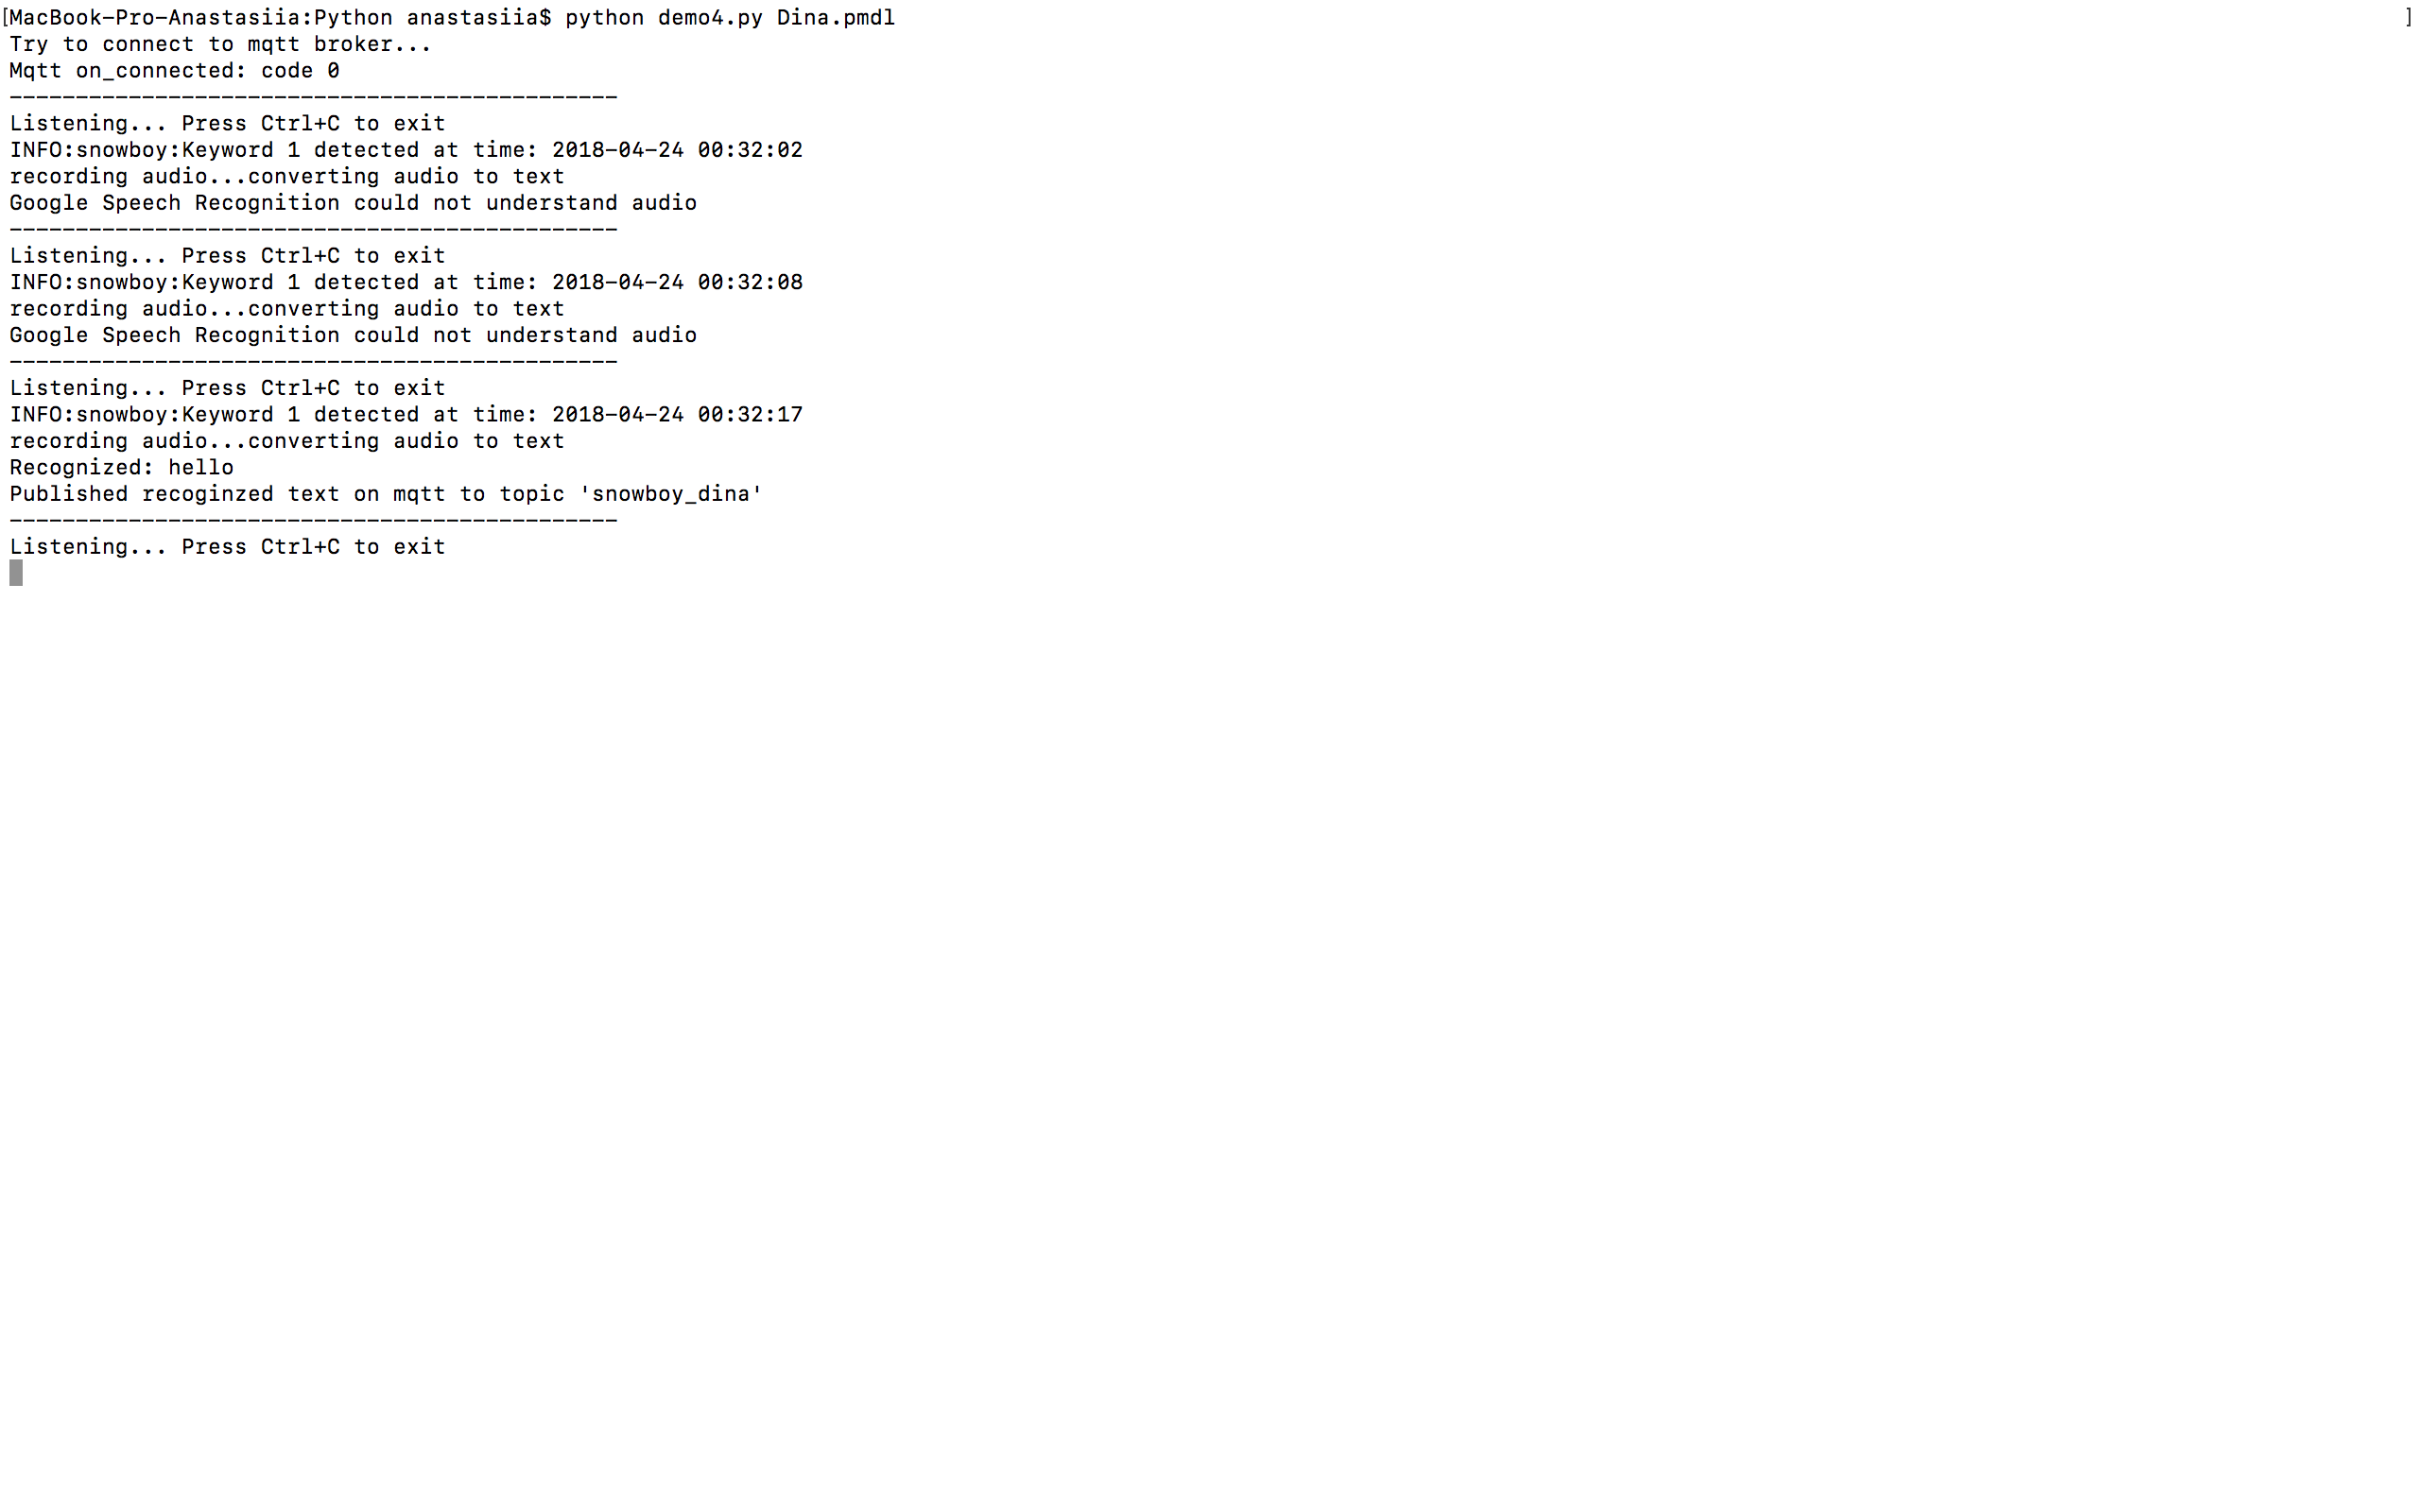 [MacBook-Pro-Anastasiia:Python anastasiia$ python demo4.py Dina.pmdl ]
Try to connect to mqtt broker...
Mqtt on_connected: code 0
----------------------------------------------
Listening... Press Ctrl+C to exit
INFO:snowboy:Keyword 1 detected at time: 2018-04-24 00:32:02
recording audio...converting audio to text
Google Speech Recognition could not understand audio
----------------------------------------------
Listening... Press Ctrl+C to exit
INFO:snowboy:Keyword 1 detected at time: 2018-04-24 00:32:08
recording audio...converting audio to text
Google Speech Recognition could not understand audio
----------------------------------------------
Listening... Press Ctrl+C to exit
INFO:snowboy:Keyword 1 detected at time: 2018-04-24 00:32:17
recording audio...converting audio to text
Recognized: hello
Published recoginzed text on mqtt to topic 'snowboy_dina'
----------------------------------------------
Listening... Press Ctrl+C to exit